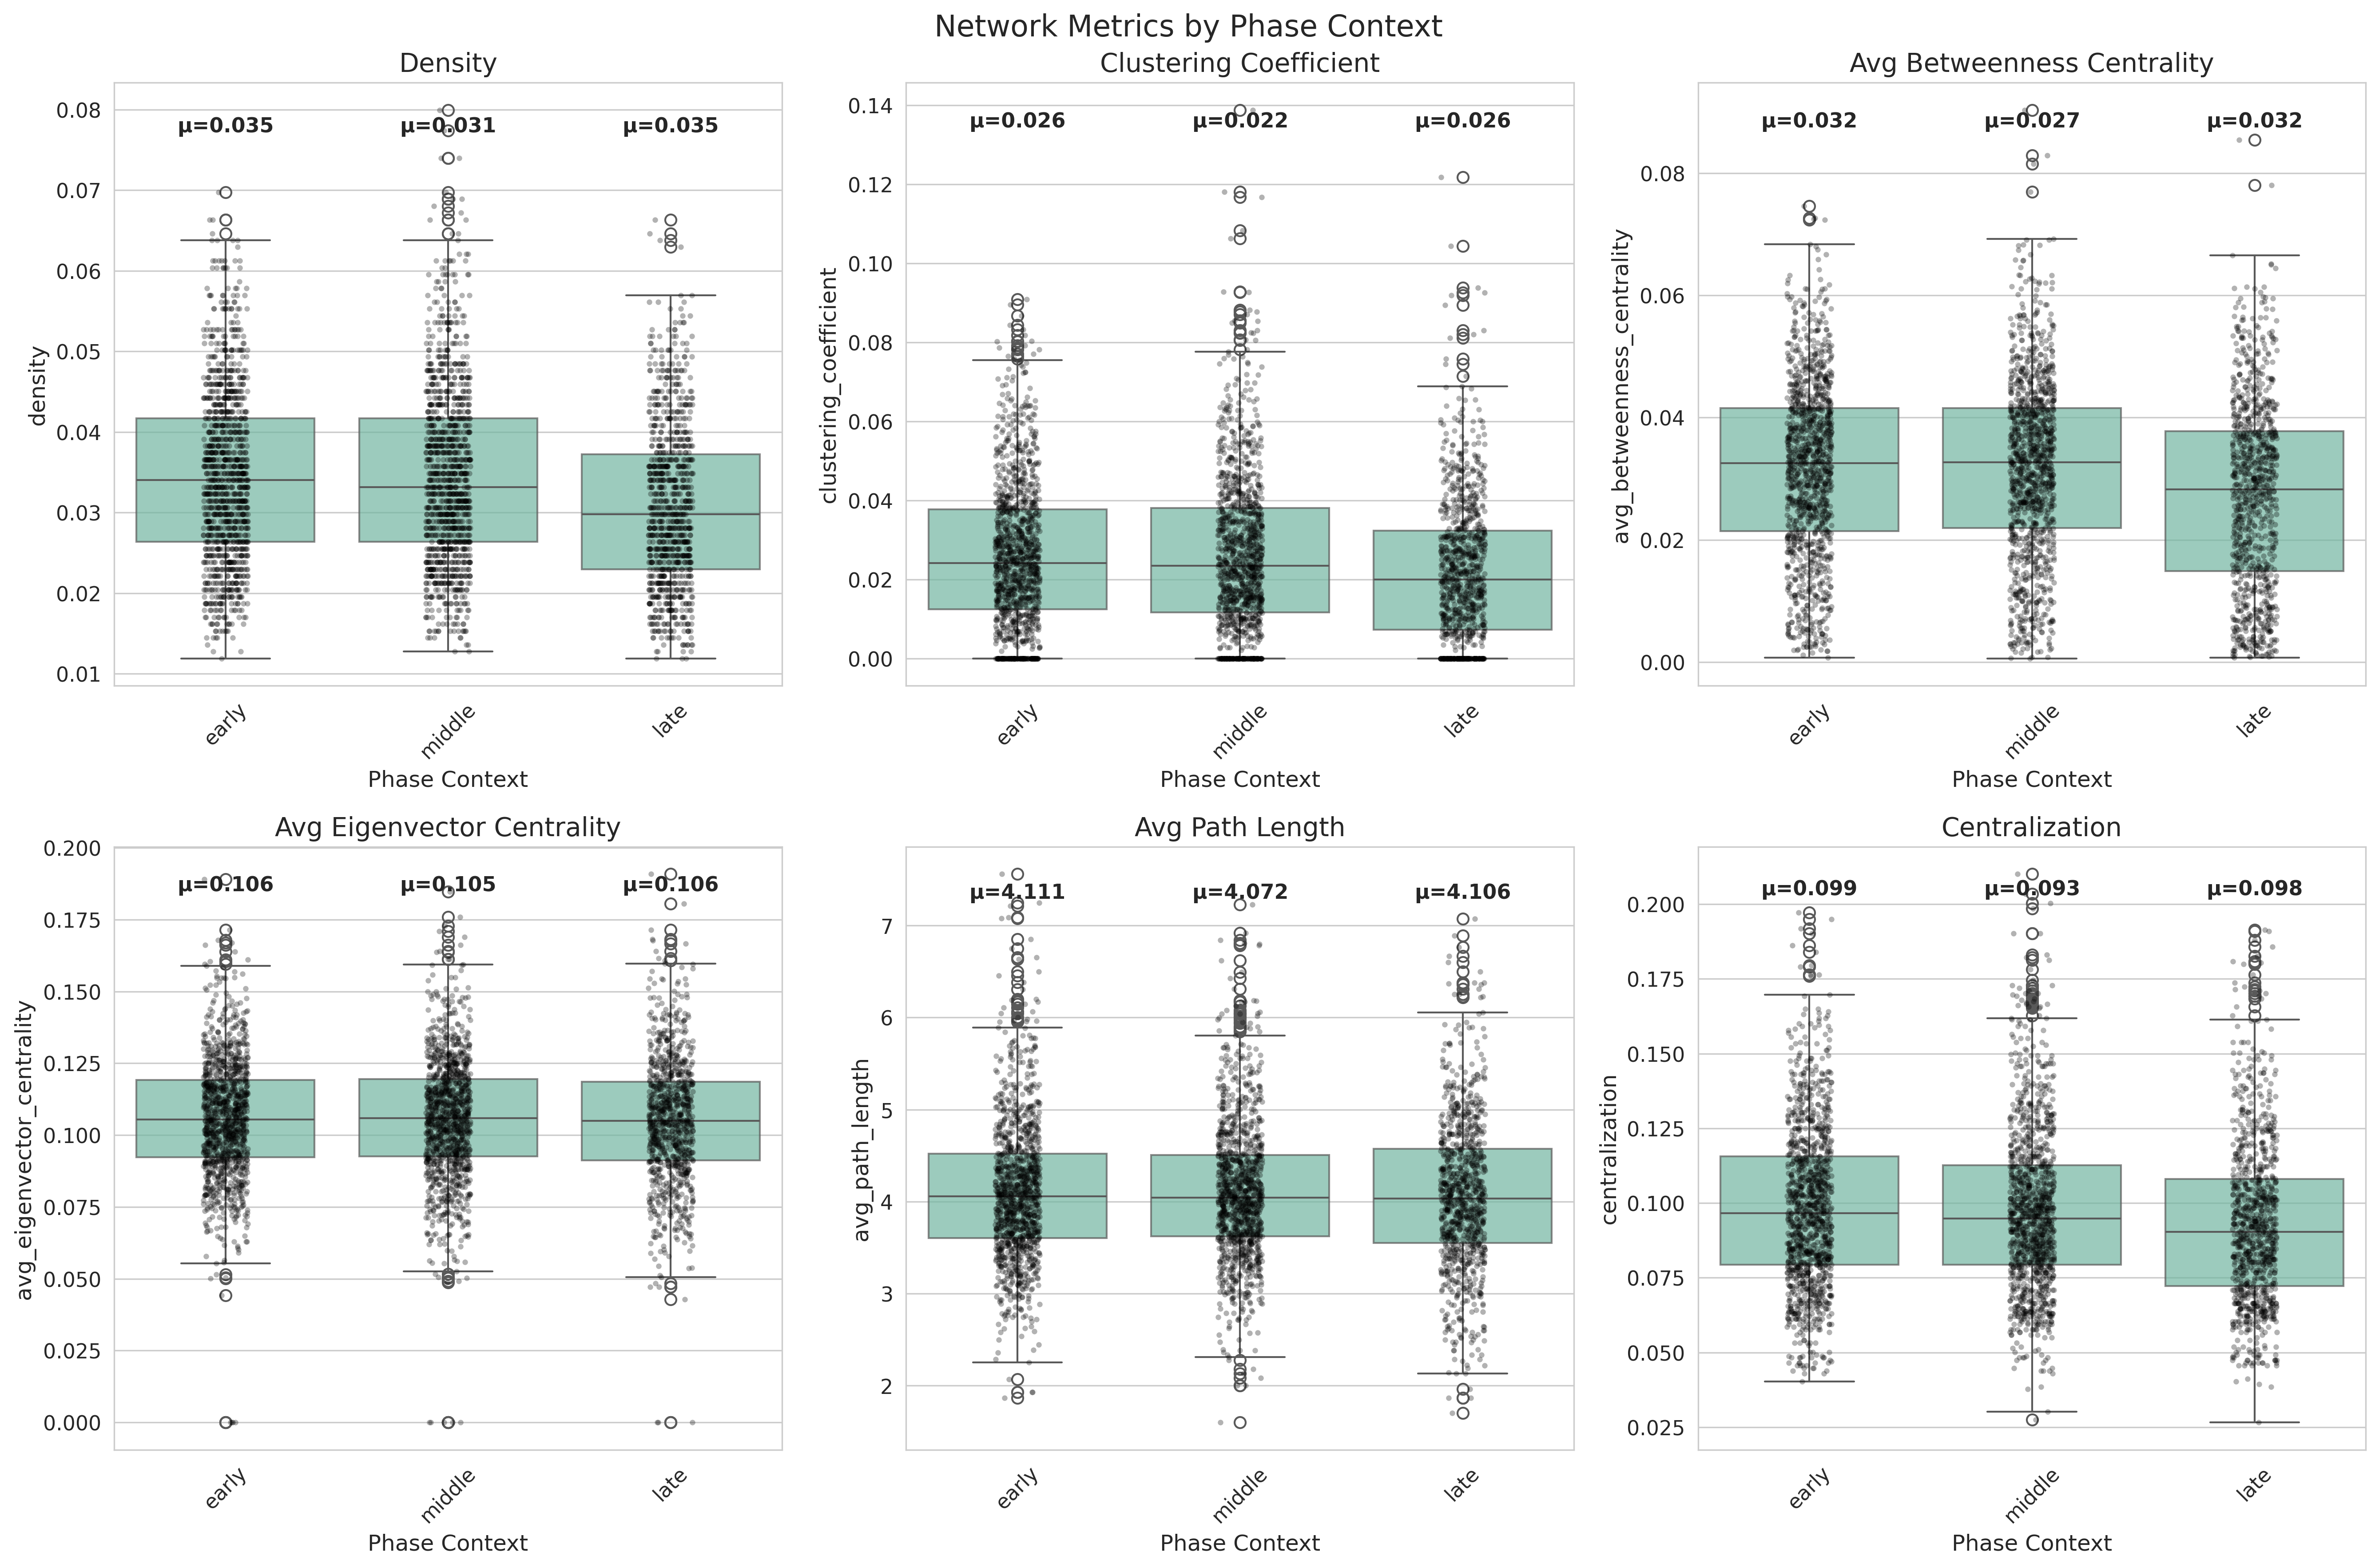 Network Metrics by Phase Context
Density
μ=0.035 μ=0.031 μ=0.035
0.08
0.07
0.06
0.05
0.04
0.03
0.02
0.01
density
early middle late
Phase Context
Clustering Coefficient
μ=0.026 μ=0.022 μ=0.026
0.14
0.12
0.10
0.08
0.06
0.04
0.02
0.00
clustering_coefficient
early middle late
Phase Context
Avg Betweenness Centrality
μ=0.032 μ=0.027 μ=0.032
0.08
0.06
0.04
0.02
0.00
avg_betweenness_centrality
early middle late
Phase Context
Avg Eigenvector Centrality
μ=0.106 μ=0.105 μ=0.106
0.200
0.175
0.150
0.125
0.100
0.075
0.050
0.025
0.000
avg_eigenvector_centrality
early middle late
Phase Context
Avg Path Length
μ=4.111 μ=4.072 μ=4.106
7
6
5
4
3
2
avg_path_length
early middle late
Phase Context
Centralization
μ=0.099 μ=0.093 μ=0.098
0.200
0.175
0.150
0.125
0.100
0.075
0.050
0.025
centralization
early middle late
Phase Context